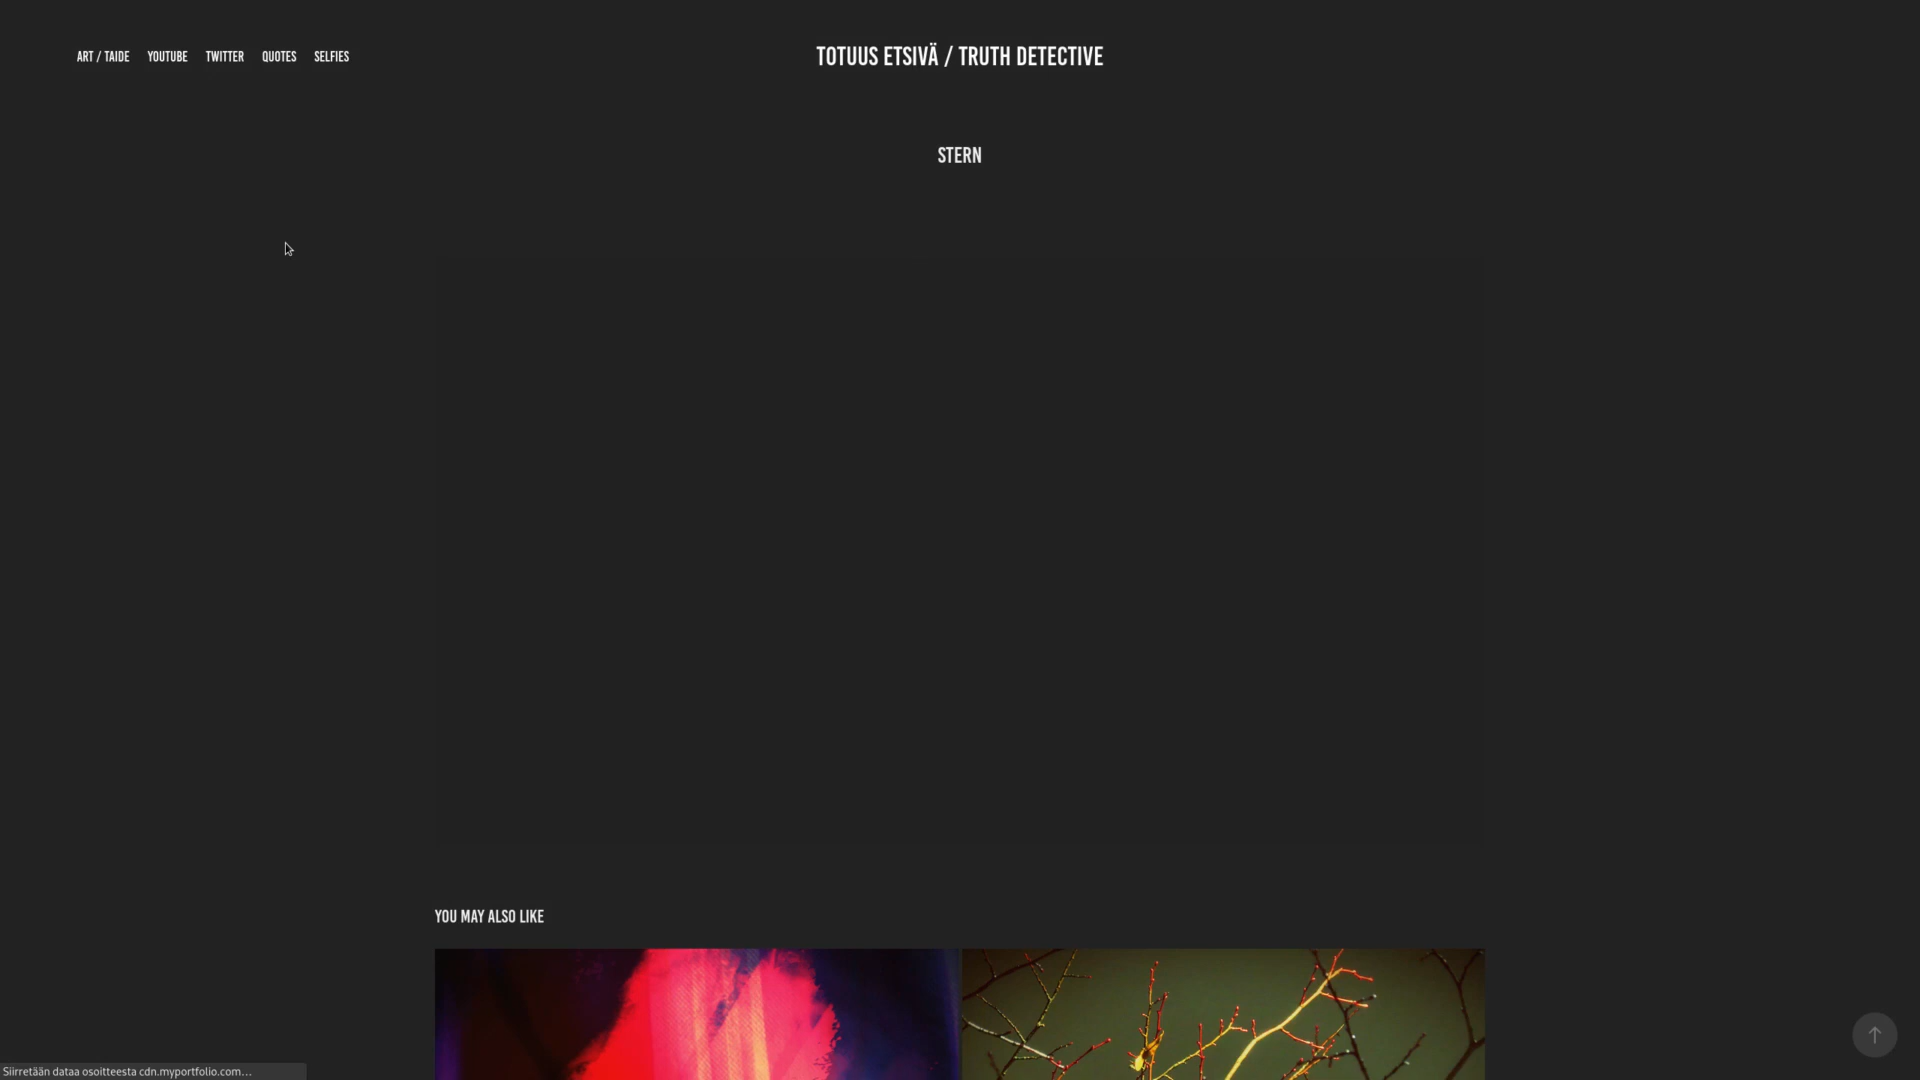 ART / TAIDE YOUTUBE TWITTER QUOTES SELFIES
TOTUUS ETSIVÄ / TRUTH DETECTIVE
STERN
YOU MAY ALSO LIKE
Siirretään dataa osoitteesta cdn.myportfolio.com…